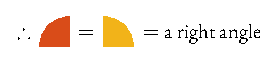 ∴ = = a right angle